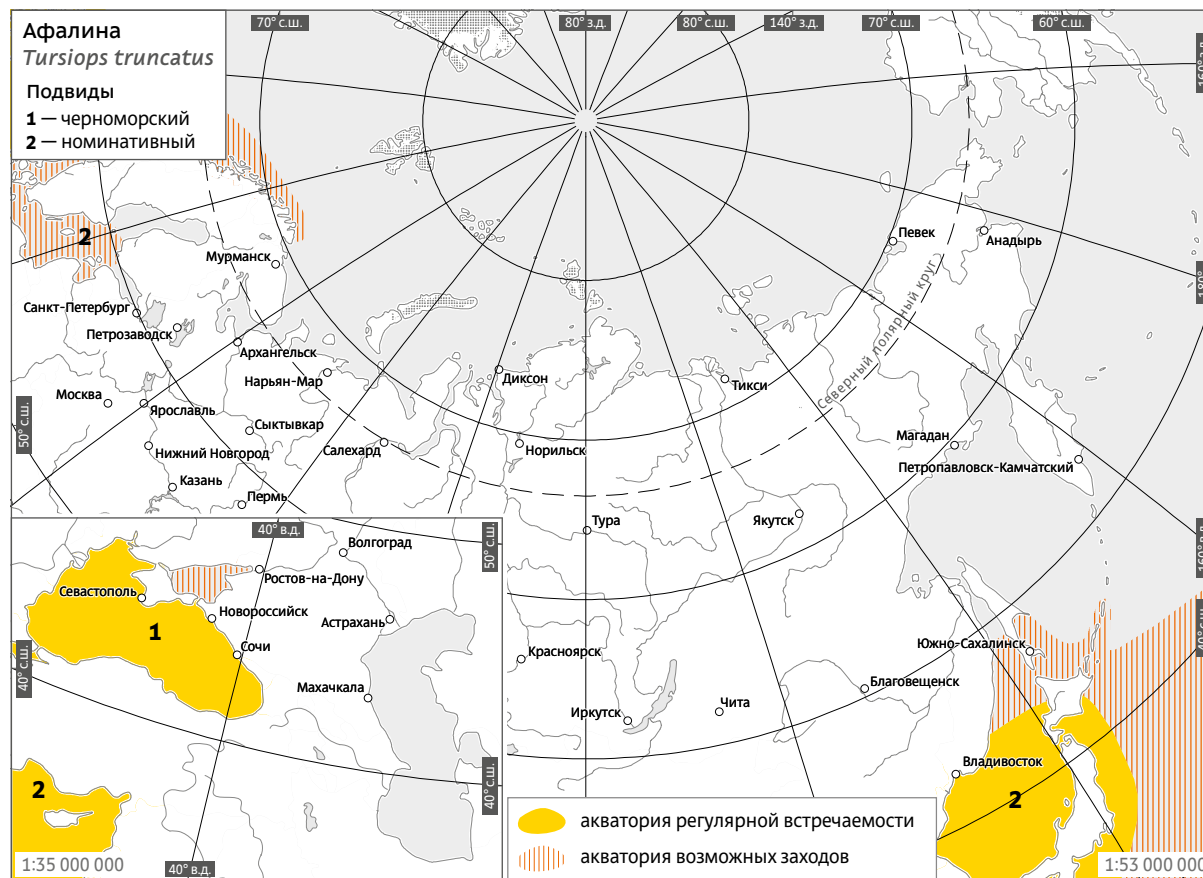 Афалина
Tursiops truncatus
Подвиды
1 — черноморский
2 — номинативный
70° с.ш.
80° з.д.
80° с.ш.
140° з.д.
70° с.ш.
60° с.ш.
160° з.д.
180°
160° в.д.
40° с.ш.
50° с.ш.
2
Мурманск
Санкт-Петербург
Петрозаводск
Архангельск
Нарьян-Мар
Москва
Ярославль
Сыктывкар
Нижний Новгород
Салехард
Казань
Пермь
Диксон
Норильск
Тура
Тикси
Якутск
Певек
Анадырь
Северный полярный круг
Магадан
Петропавловск-Камчатский
Южно-Сахалинск
Красноярск
Иркутск
Чита
Благовещенск
Владивосток
2
40° в.д.
50° с.ш.
Волгоград
Ростов-на-Дону
Севастополь
Новороссийск
Астрахань
1
Сочи
Махачкала
40° с.ш.
40° с.ш.
2
1:35 000 000
40° в.д.
акватория регулярной встречаемости
акватория возможных заходов
1:53 000 000